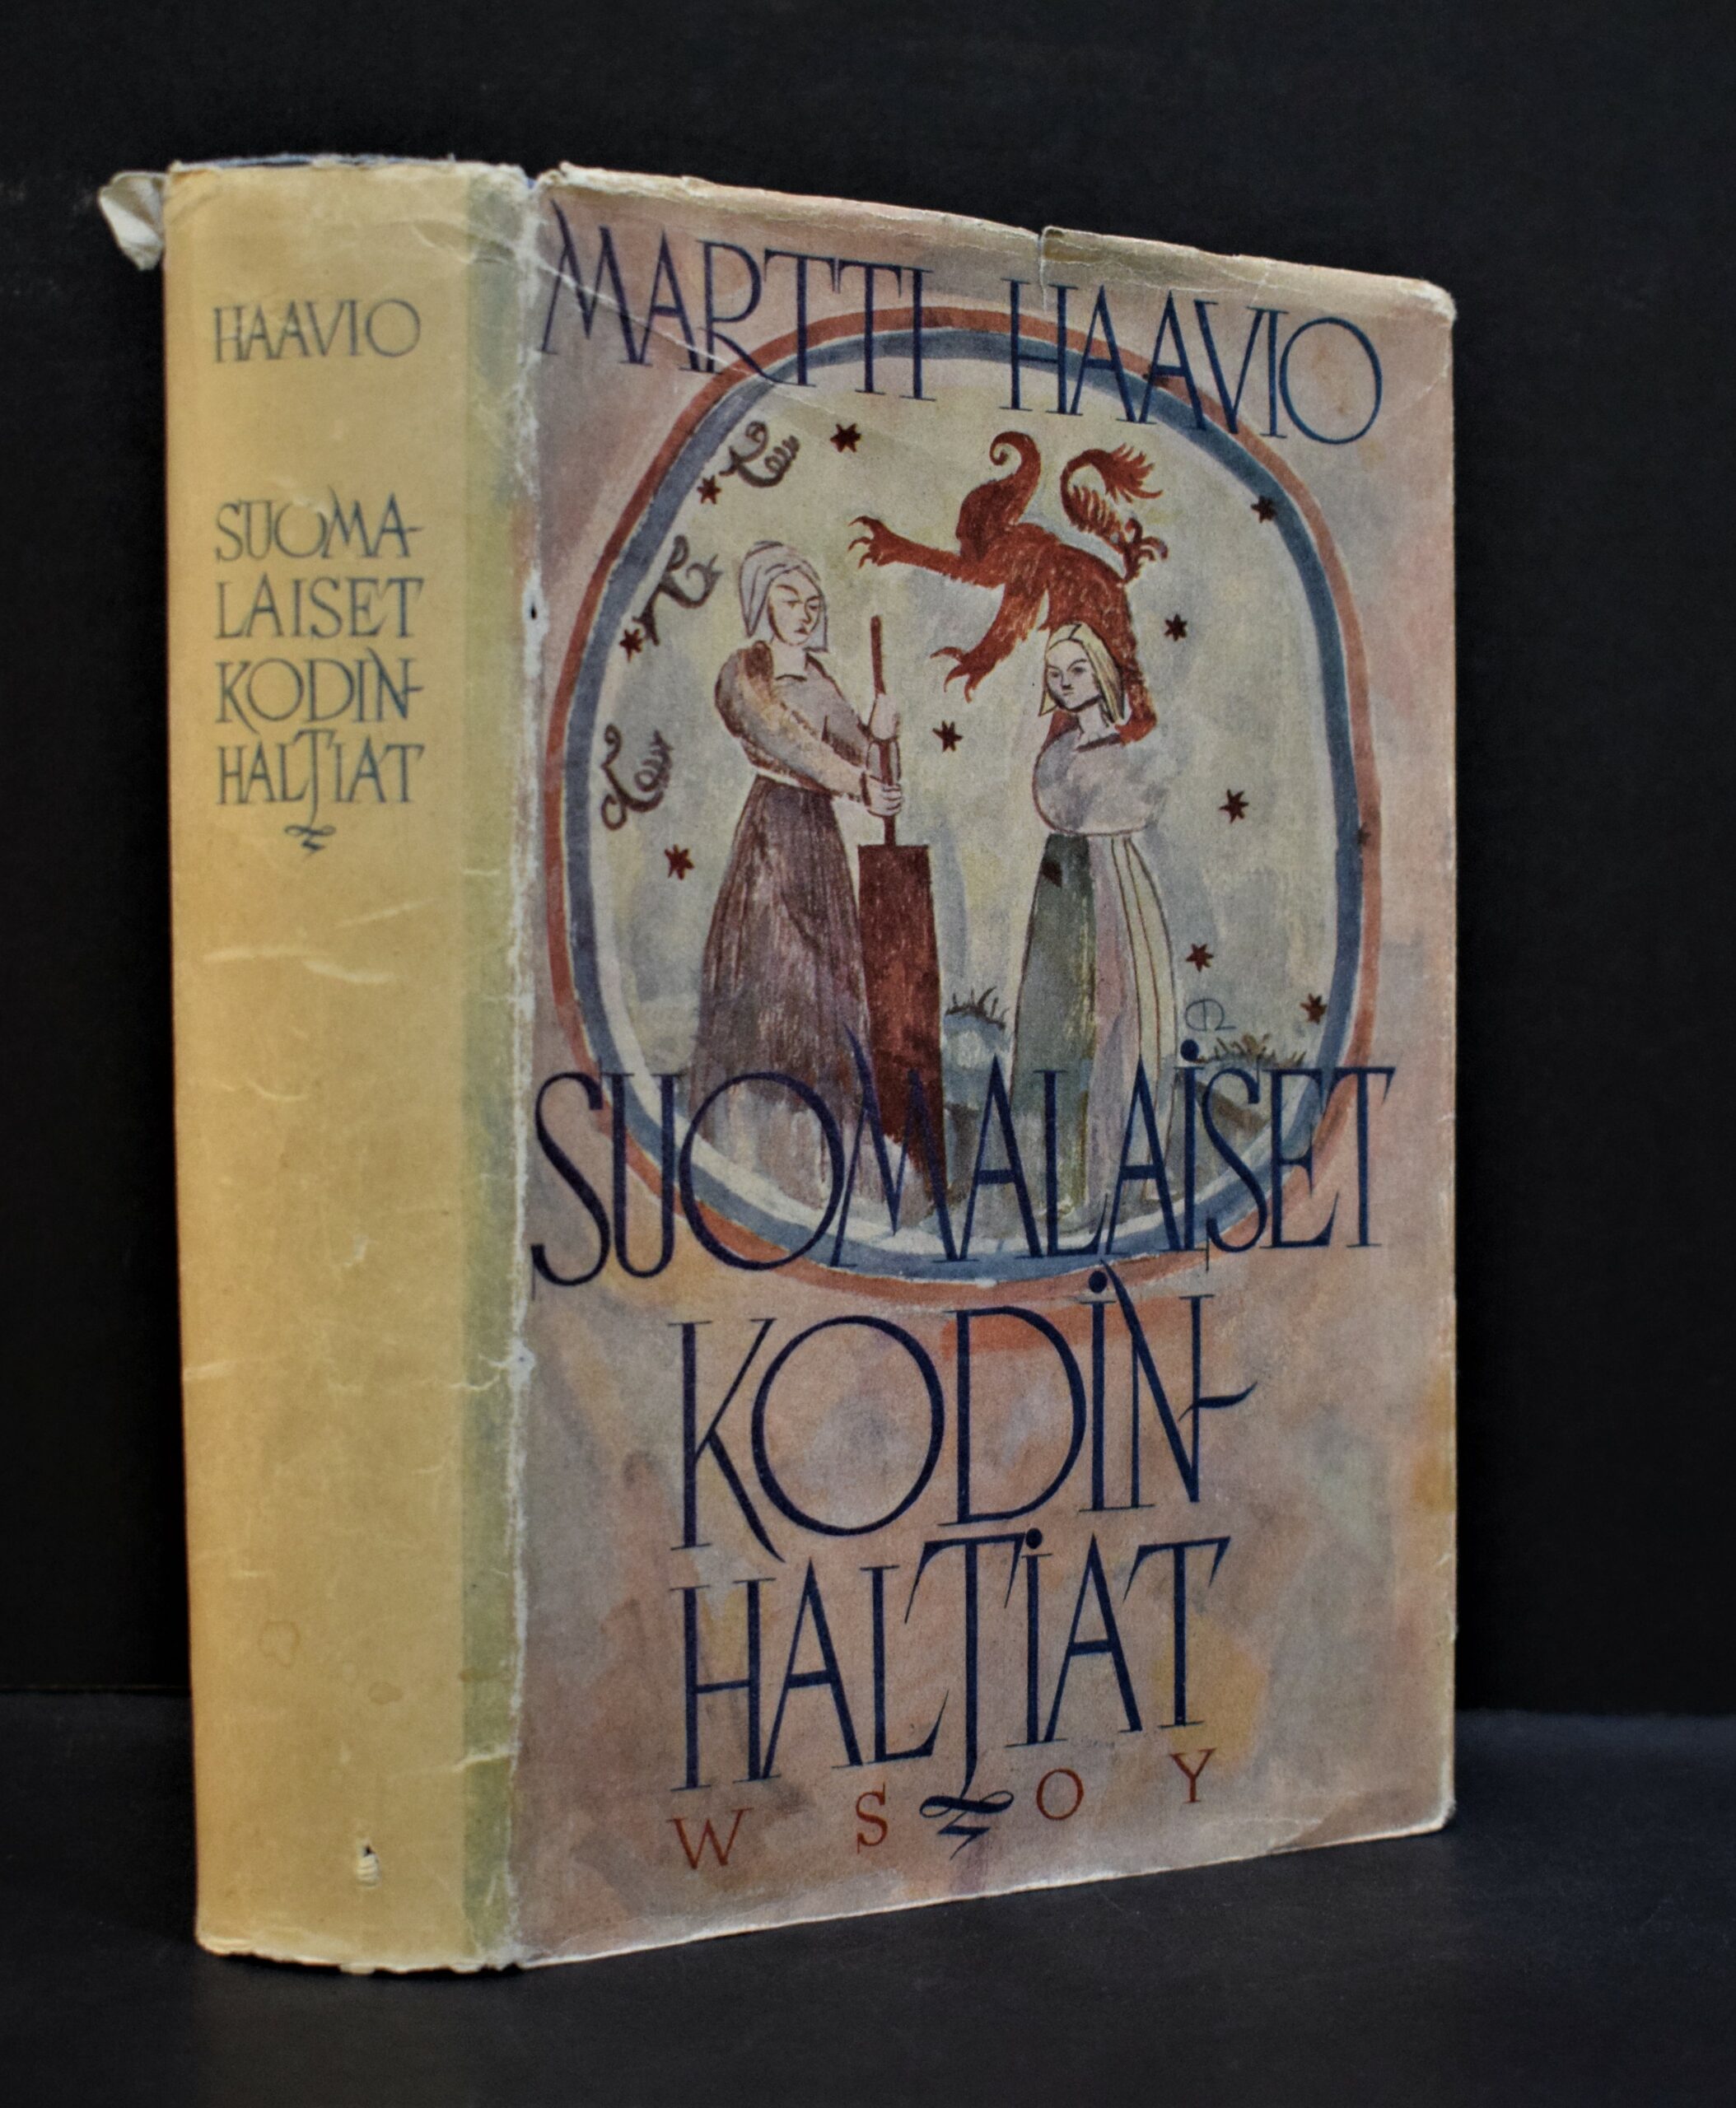 HAAVIO
SUOMA-
LAISET
KODIN-
HALTIAT
MARTTI HAAVIO
SUOMALAISET
KODIN-
HALTIAT
WSOY